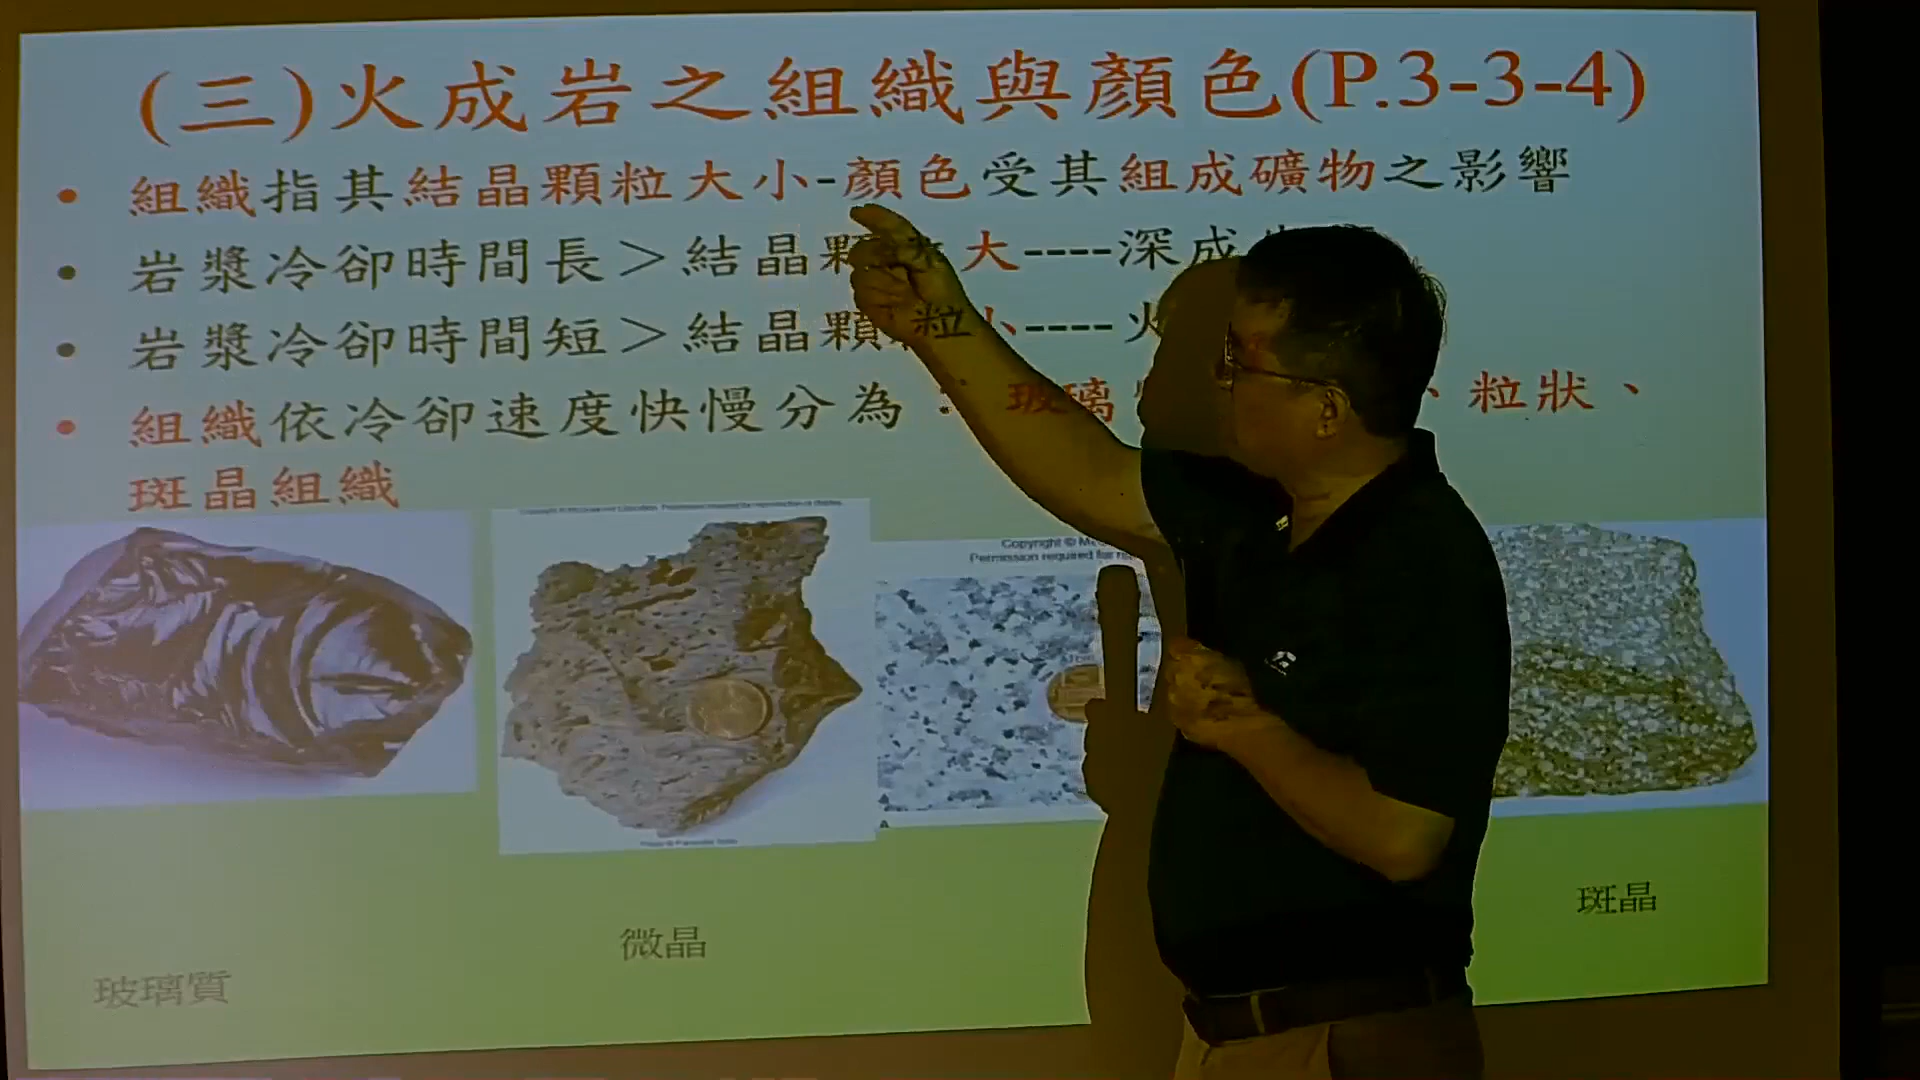 (三)火成岩之組織與顏色(P.3-3-4)
• 組織指其結晶顆粒大小-顏色受其組成礦物之影響
• 岩漿冷卻時間長>結晶顆 大----深成
• 岩漿冷卻時間短>結晶顆粒小----火
• 組織依冷卻速度快慢分為:玻璃 、粒狀、
斑晶組織
Copyright ©
Permission required for
A
斑晶
微晶
玻璃質